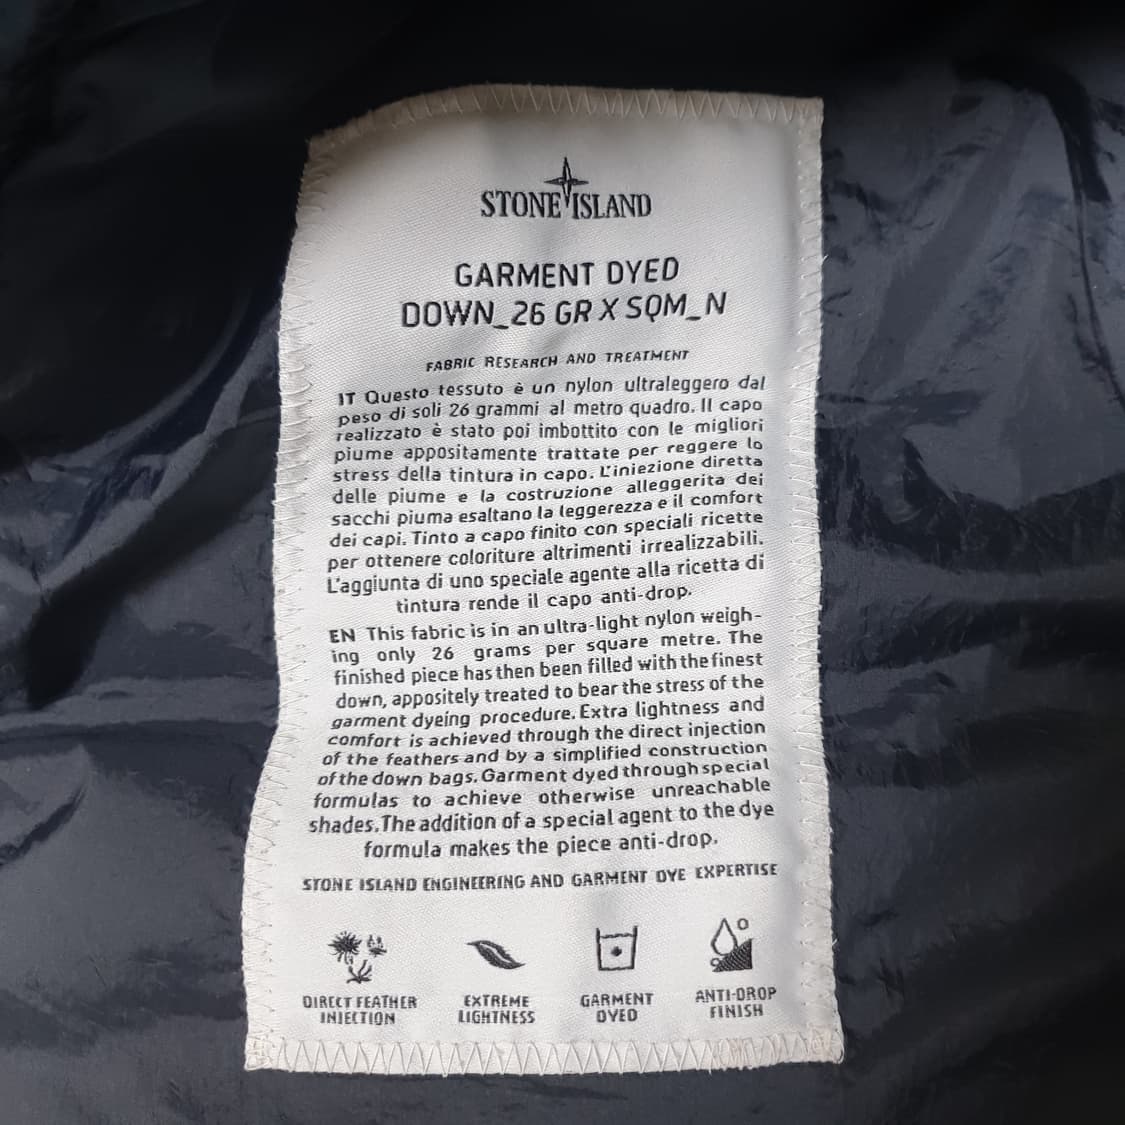 STONE ISLAND
GARMENT DYED
DOWN_26 GR X SQM_N
FABRIC RESEARCH AND TREATMENT
IT Questo tessuto è un nylon ultraleggero dal
peso di soli 26 grammi al metro quadro. Il capo
realizzato è stato poi imbottito con le migliori
piume appositamente trattate per reggere lo
stress della tintura in capo. L'iniezione diretta
delle piume e la costruzione alleggerita dei
sacchi piuma esaltano la leggerezza e il comfort
dei capi. Tinto a capo finito con speciali ricette
per ottenere coloriture altrimenti irrealizzabili.
L'aggiunta di uno speciale agente alla ricetta di
tintura rende il capo anti-drop.
EN This fabric is in an ultra-light nylon weigh-
ing only 26 grams per square metre. The
finished piece has then been filled with the finest
down, appositely treated to bear the stress of the
garment dyeing procedure. Extra lightness and
comfort is achieved through the direct injection
of the feathers and by a simplified construction
of the down bags. Garment dyed through special
formulas to achieve otherwise unreachable
shades. The addition of a special agent to the dye
formula makes the piece anti-drop.
STONE ISLAND ENGINEERING AND GARMENT DYE EXPERTISE
DIRECT FEATHER
INJECTION
EXTREME
LIGHTNESS
GARMENT
DYED
ANTI-DROP
FINISH